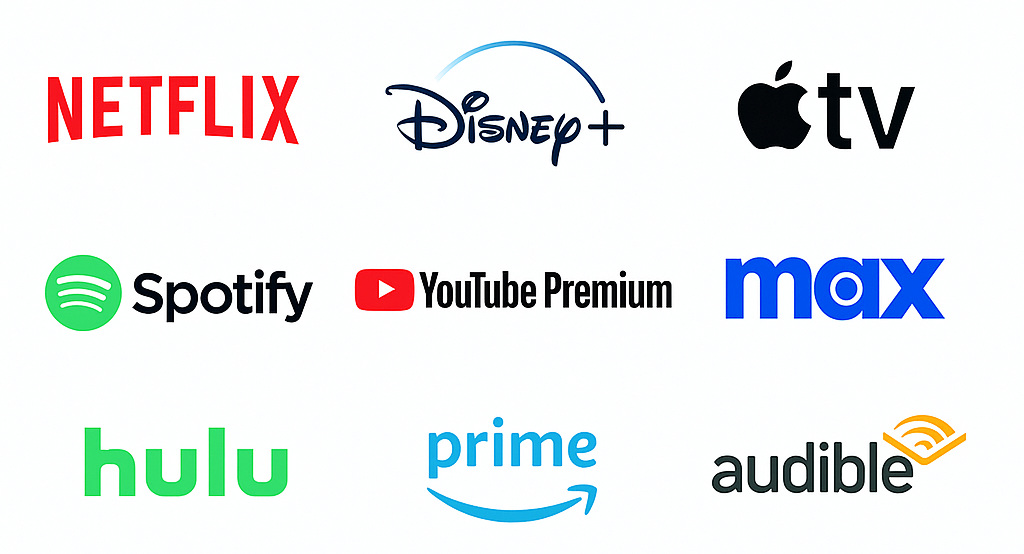 NETFLIX
Disney+
tv
Spotify
YouTube Premium
max
hulu
prime
audible